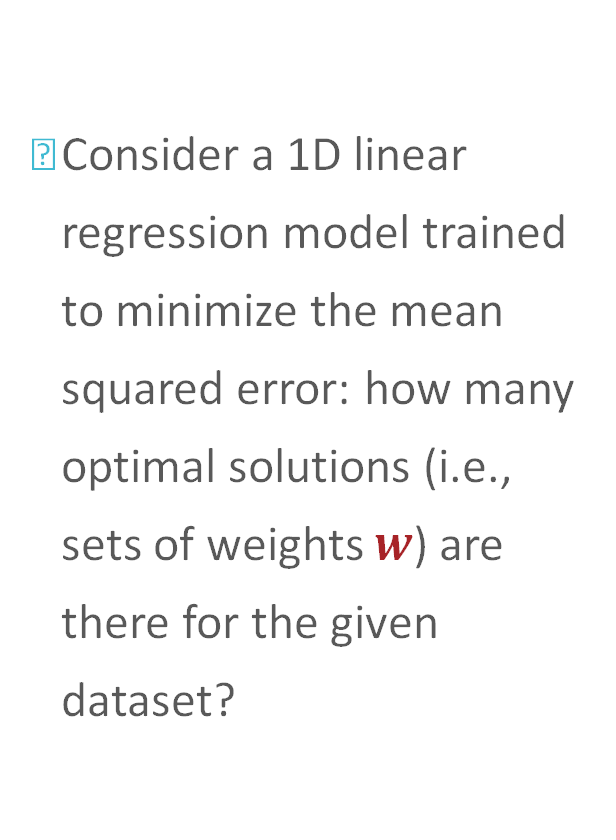 Consider a 1D linear
regression model trained
to minimize the mean
squared error: how many
optimal solutions (i.e.,
sets of weights w) are
there for the given
dataset?